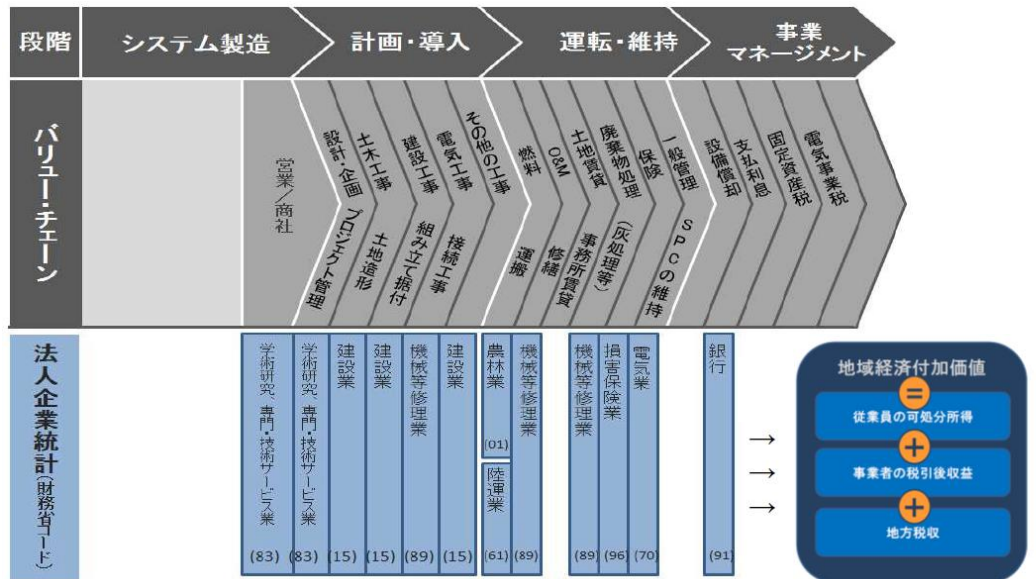 段階
システム製造
計画・導入
運転・維持
事業
マネージメント
バリュー・チェーン
営業/商社
設計・企画
プロジェクト管理
土木工事
土地造形
建設工事
組み立て据付
電気工事
接続工事
その他の工事
燃料
運搬
O&M
修繕
土地賃貸
事務所賃貸
廃棄物処理
(灰処理等)
保険
一般管理
SPCの維持
設備償却
支払利息
固定資産税
電気事業税
法人企業統計(財務省コード)
学術研究、専門・技術サービス業
(83)
学術研究、専門・技術サービス業
(83)
建設業
(15)
建設業
(15)
機械等修理業
(89)
建設業
(15)
農林業
(01)
陸運業
(61)
機械等修理業
(89)
機械等修理業
(89)
損害保険業
(96)
電気業
(70)
銀行
(91)
→
→
→
地域経済付加価値
=
従業員の可処分所得
+
事業者の税引後収益
+
地方税収